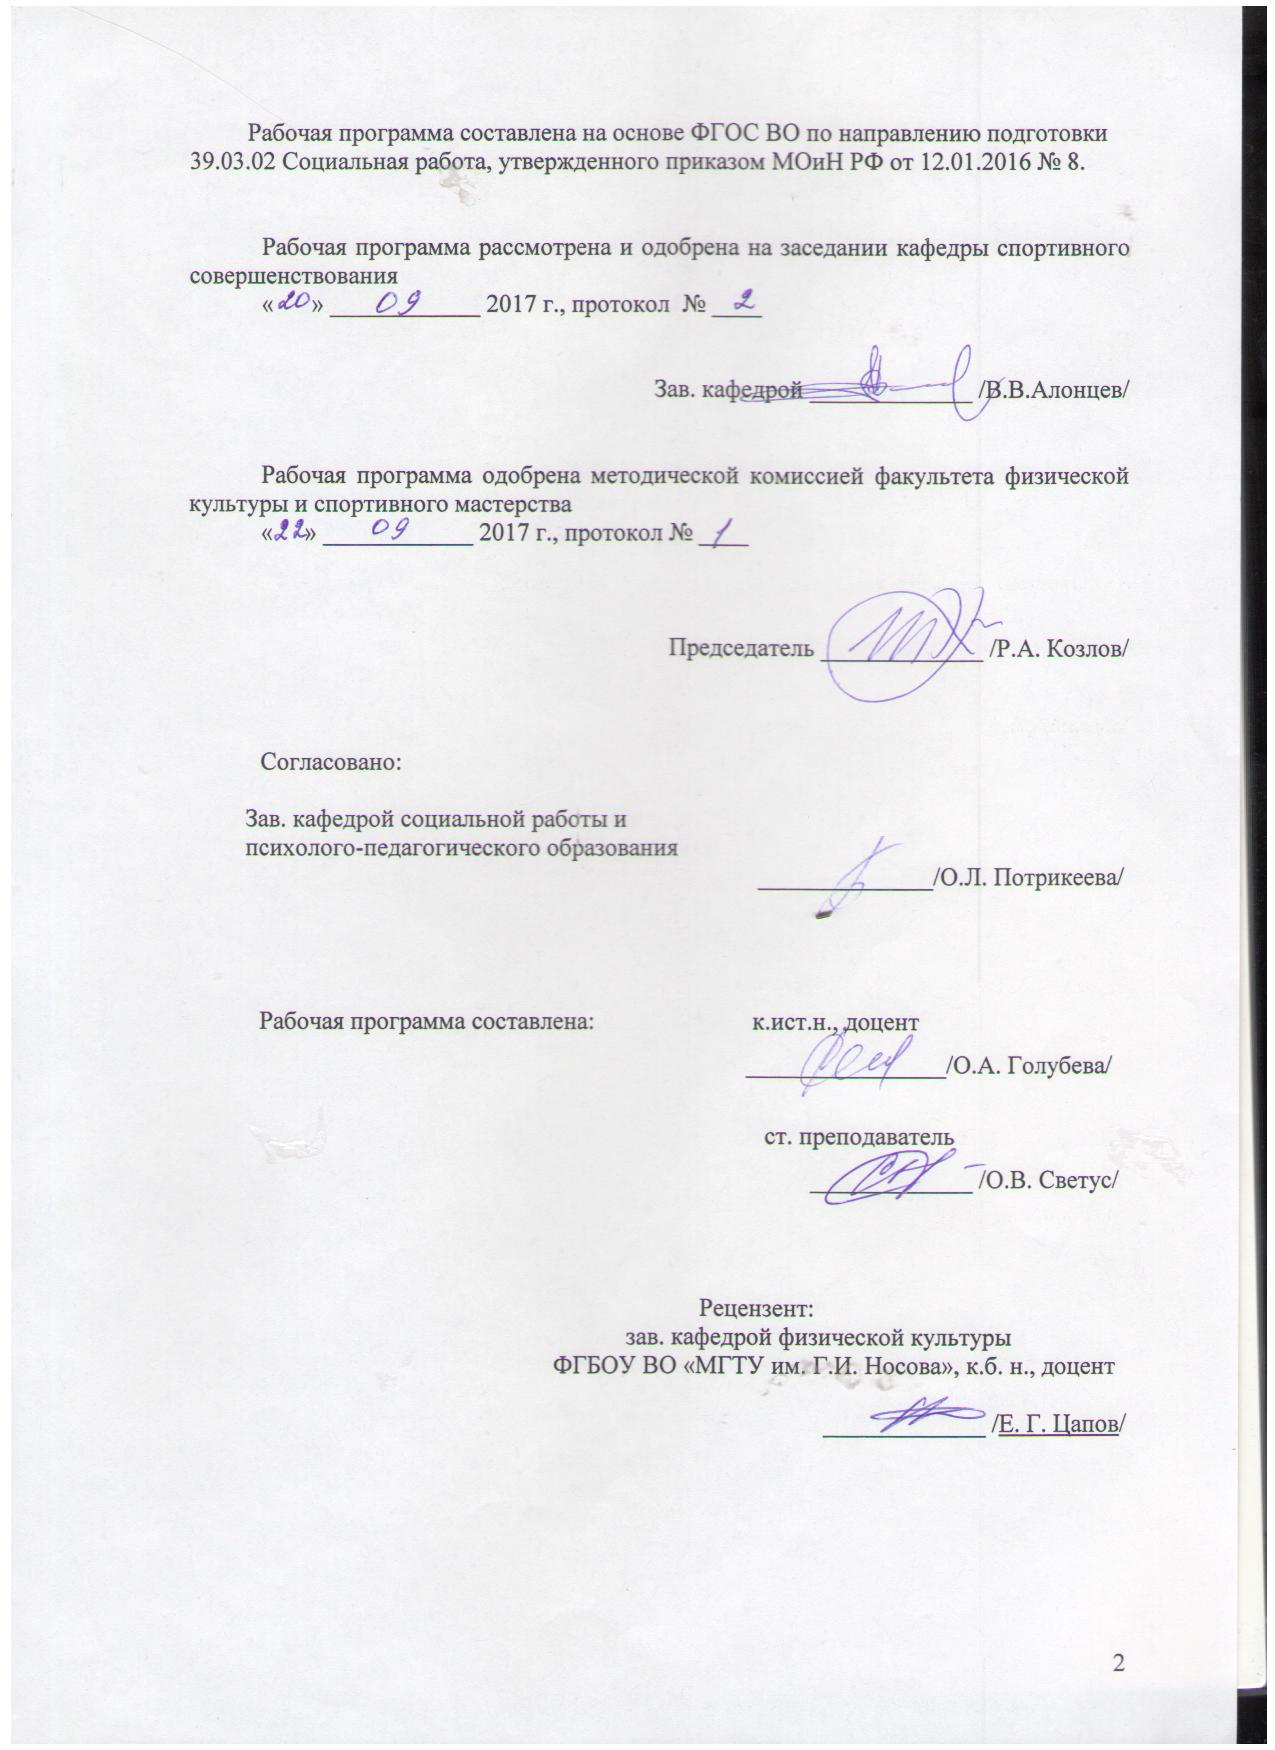 Рабочая программа составлена на основе ФГОС ВО по направлению подготовки
39.03.02 Социальная работа, утвержденного приказом МОиН РФ от 12.01.2016 № 8.
Рабочая программа рассмотрена и одобрена на заседании кафедры спортивного
совершенствования
«20» 09 2017 г., протокол № 2
Зав. кафедрой /В.В.Алонцев/
Рабочая программа одобрена методической комиссией факультета физической
культуры и спортивного мастерства
«22» 09 2017 г., протокол № 1
Председатель /Р.А. Козлов/
Согласовано:
Зав. кафедрой социальной работы и
психолого-педагогического образования
/О.Л. Потрикеева/
Рабочая программа составлена: к.ист.н., доцент
/О.А. Голубева/
ст. преподаватель
/О.В. Светус/
Рецензент:
зав. кафедрой физической культуры
ФГБОУ ВО «МГТУ им. Г.И. Носова», к.б. н., доцент
/Е. Г. Цапов/
2